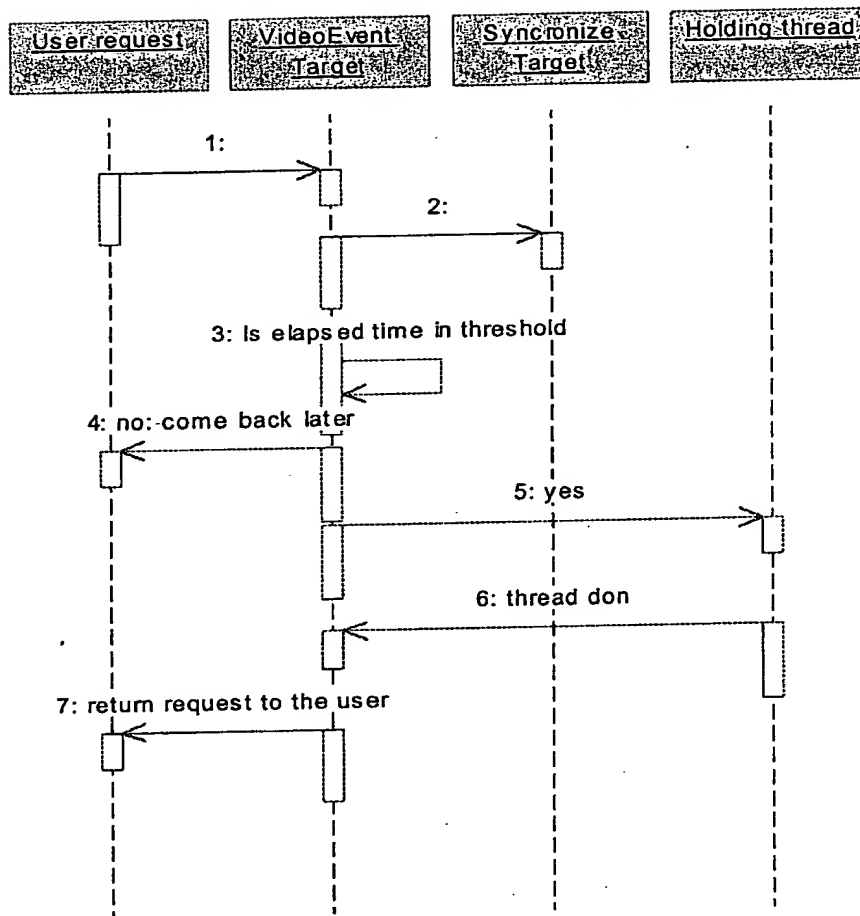 User request
VideoEvent
Target
Syncronize
Target
Holding thread
1:
2:
3: Is elapsed time in threshold
4: no: come back later
5: yes
6: thread don
7: return request to the user